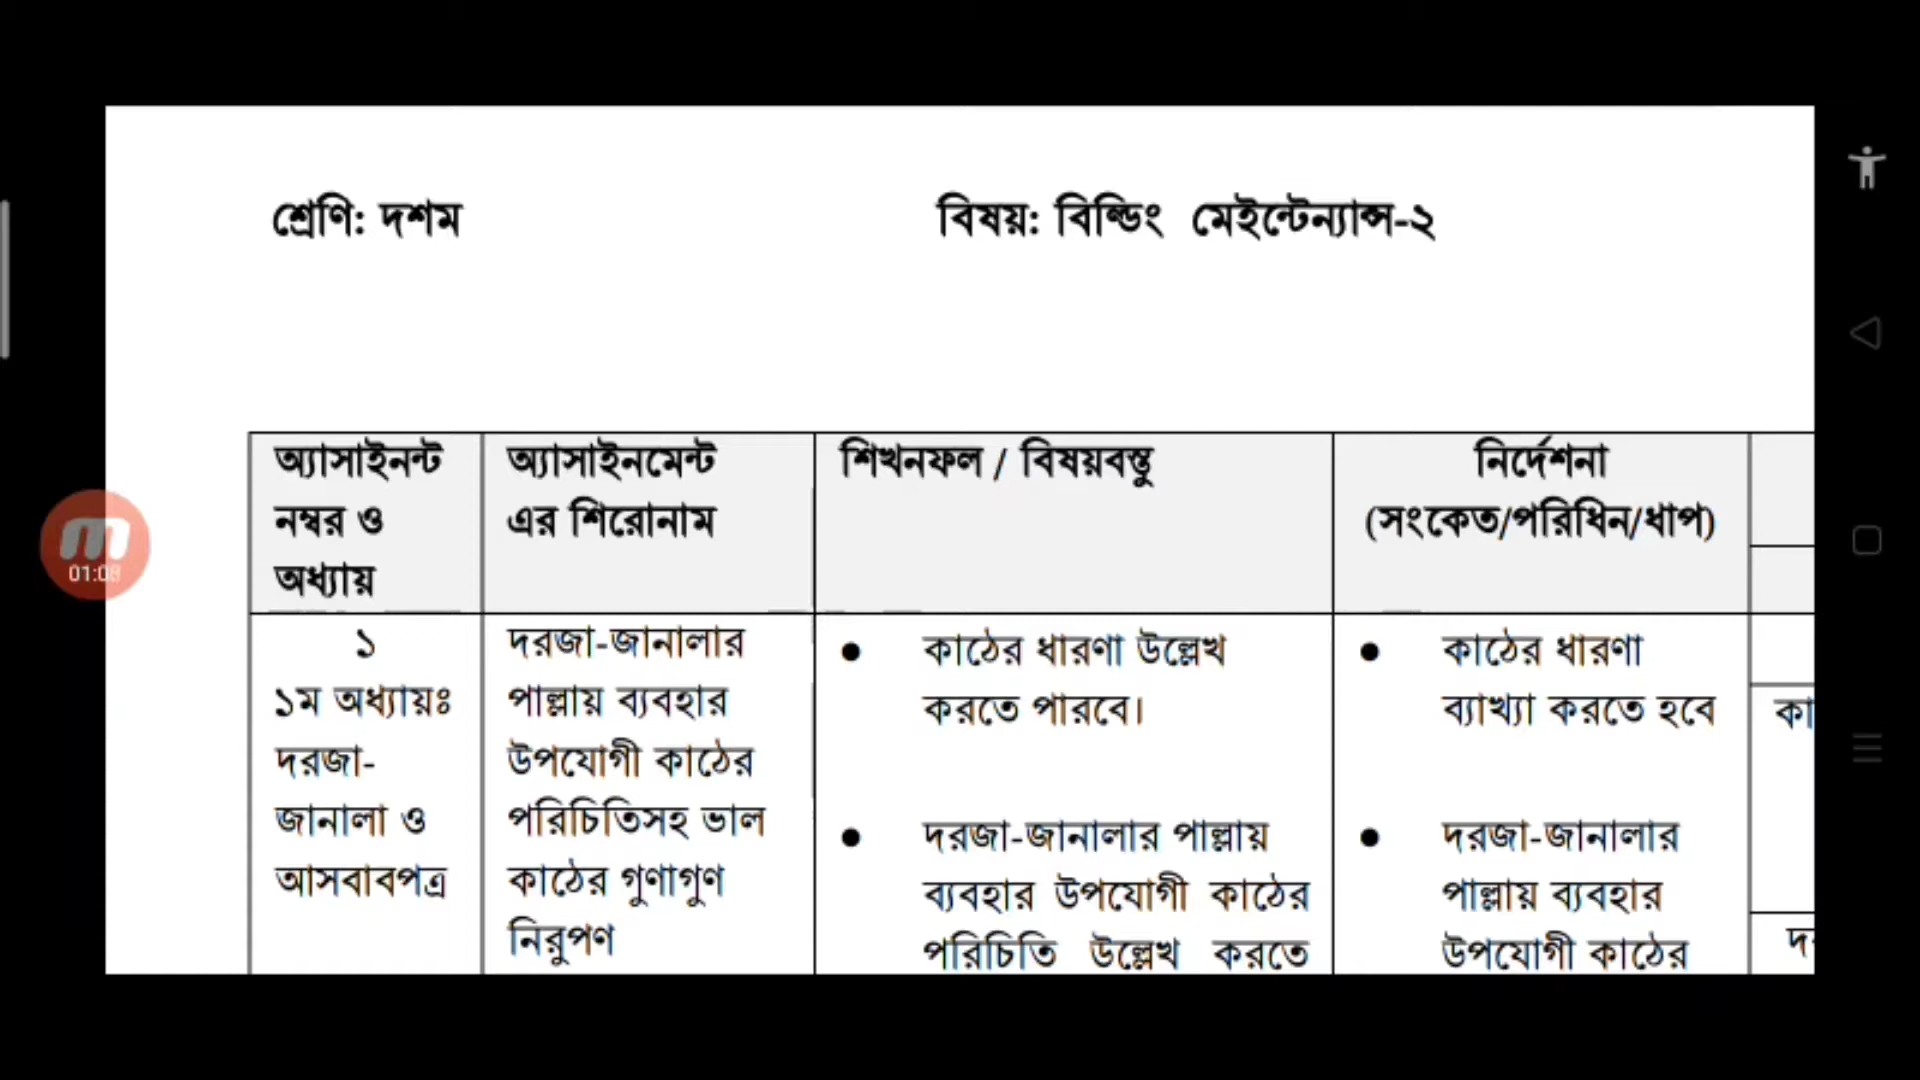 শ্রেণি: দশম
বিষয়: বিল্ডিং মেইন্টেন্যান্স-২
অ্যাসাইনন্ট
নম্বর ও
অধ্যায়
অ্যাসাইনমেন্ট
এর শিরোনাম
শিখনফল / বিষয়বস্তু
নির্দেশনা
(সংকেত/পরিধিন/ধাপ)
১
১ম অধ্যায়ঃ
দরজা-
জানালা ও
আসবাবপত্র
দরজা-জানালার
পাল্লায় ব্যবহার
উপযোগী কাঠের
পরিচিতিসহ ভাল
কাঠের গুণাগুণ
নিরুপণ
● কাঠের ধারণা উল্লেখ
করতে পারবে।
● দরজা-জানালার পাল্লায়
ব্যবহার উপযোগী কাঠের
পরিচিতি উল্লেখ করতে
● কাঠের ধারণা
ব্যাখ্যা করতে হবে
● দরজা-জানালার
পাল্লায় ব্যবহার
উপযোগী কাঠের
কা
m
01:08